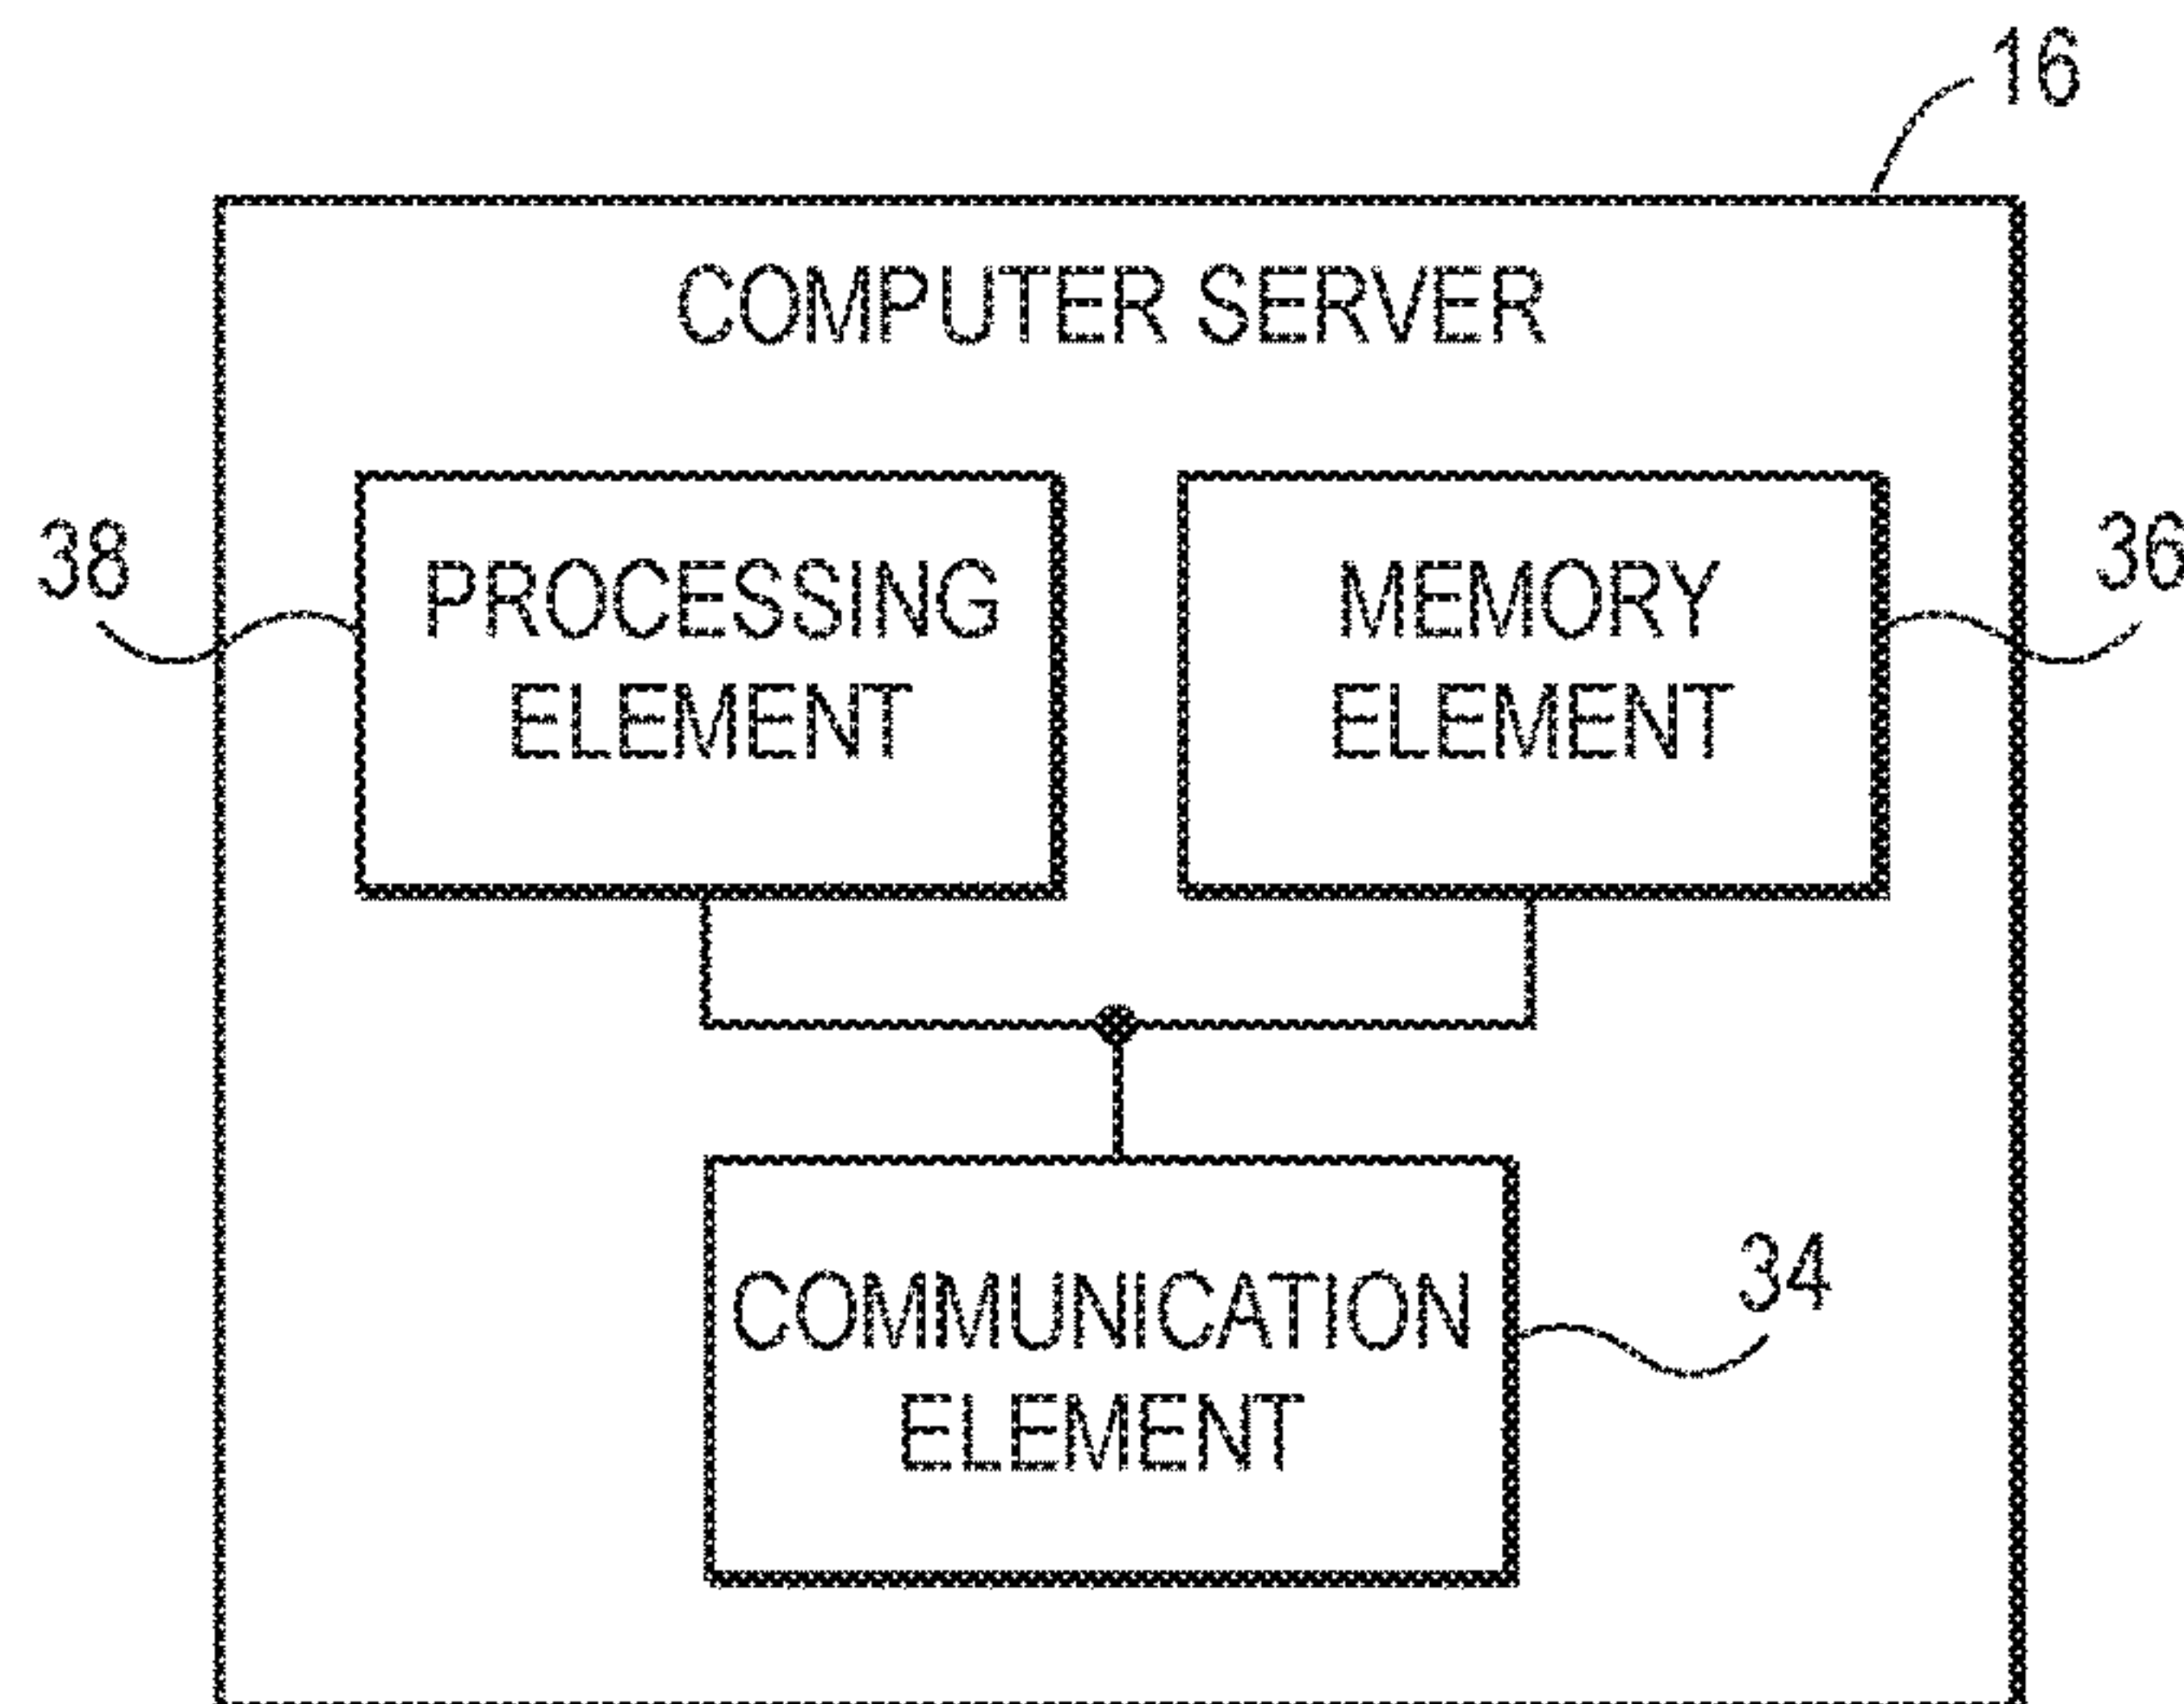 16
COMPUTER SERVER
38
PROCESSING
ELEMENT
MEMORY
ELEMENT
36
COMMUNICATION
ELEMENT
34